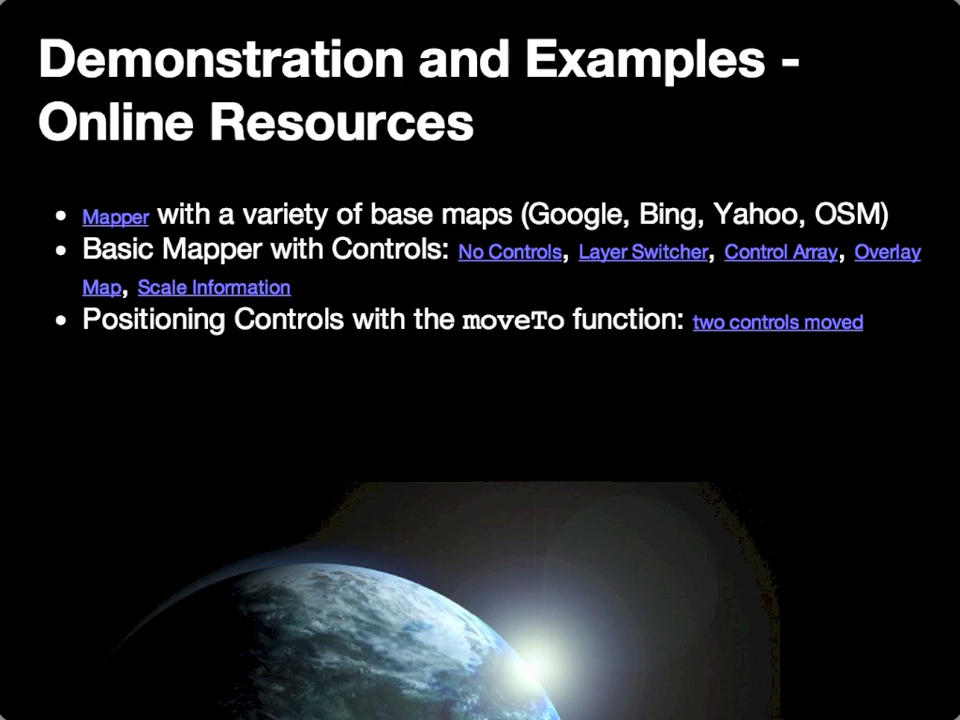 Demonstration and Examples -
Online Resources
• Mapper with a variety of base maps (Google, Bing, Yahoo, OSM)
• Basic Mapper with Controls: No Controls, Layer Switcher, Control Array, Overlay
Map, Scale Information
• Positioning Controls with the moveTo function: two controls moved